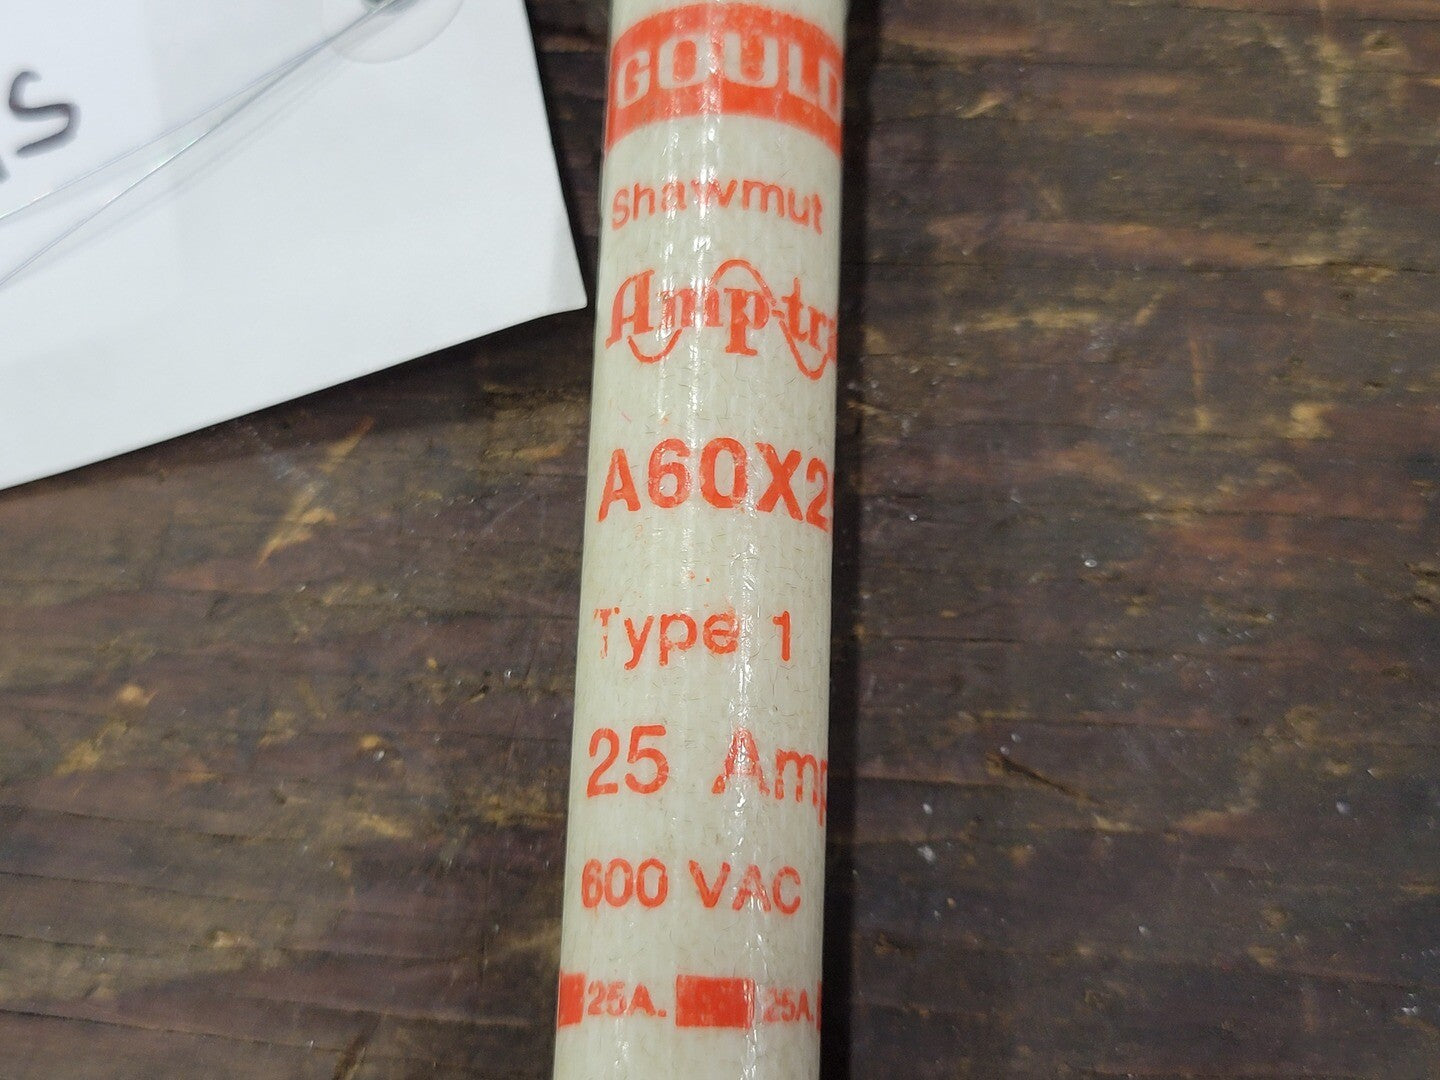 GOULD
Shawmut
Amp-tra
A60X2
Type 1
25 Amp
600 VAC
25A. 25A.